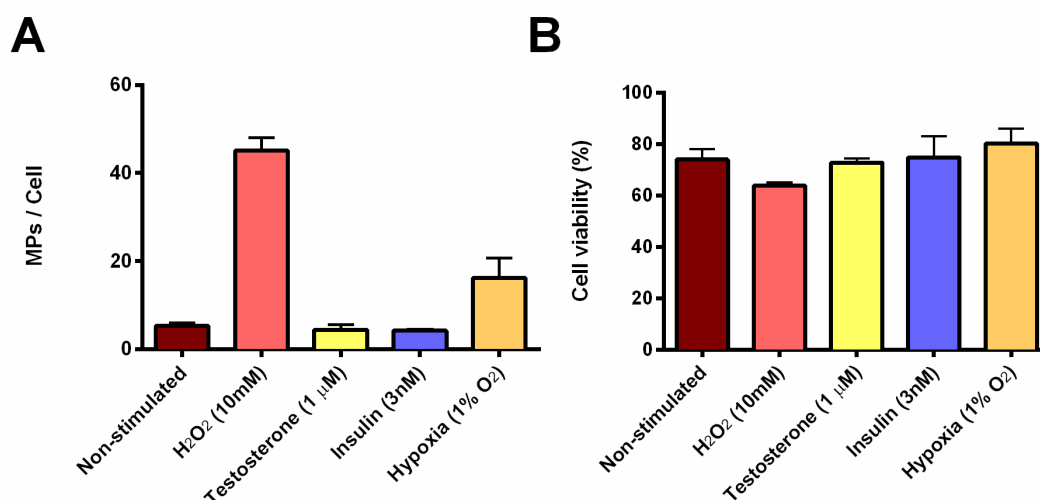 A
B
MPs / Cell
60
40
20
0
Non-stimulated
H₂O₂ (10mM)
Testosterone (1 μM)
Insulin (3nM)
Hypoxia (1% O₂)
Cell viability (%)
100
80
60
40
20
0
Non-stimulated
H₂O₂ (10mM)
Testosterone (1 μM)
Insulin (3nM)
Hypoxia (1% O₂)